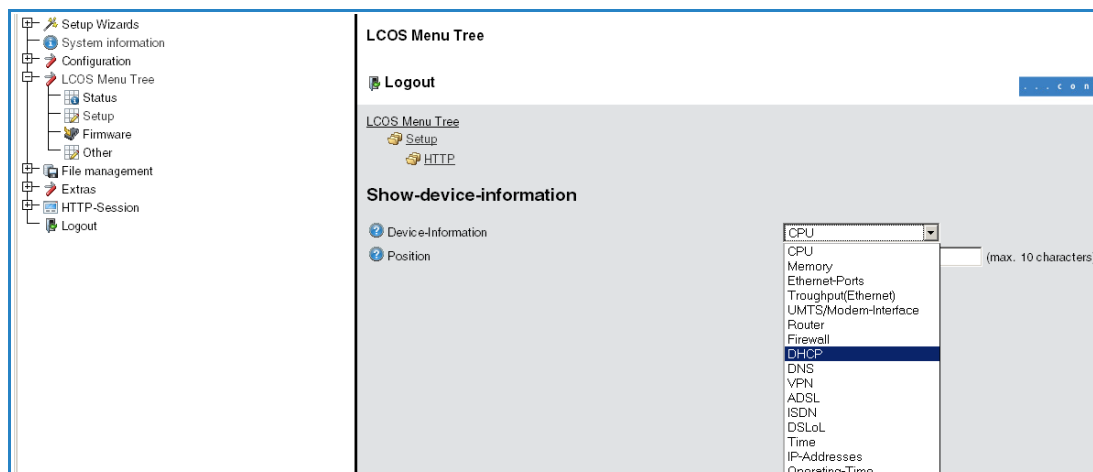 Setup Wizards
System information
Configuration
LCOS Menu Tree
Status
Setup
Firmware
Other
File management
Extras
HTTP-Session
Logout
LCOS Menu Tree
Logout
...con
LCOS Menu Tree
Setup
HTTP
Show-device-information
Device-Information CPU
Position (max. 10 characters)
CPU
Memory
Ethernet-Ports
Troughput(Ethernet)
UMTS/Modem-Interface
Router
Firewall
DHCP
DNS
VPN
ADSL
ISDN
DSLoL
Time
IP-Addresses
Operating-Time